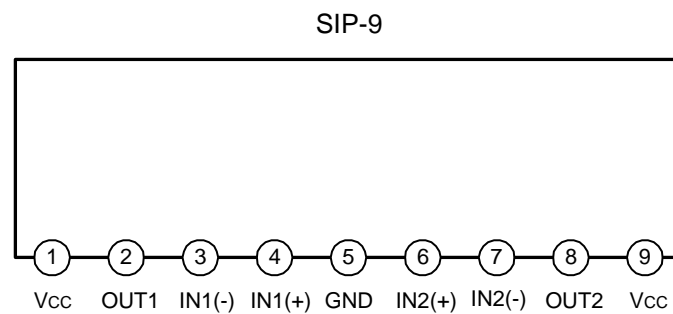 SIP-9
1 2 3 4 5 6 7 8 9
Vcc OUT1 IN1(-) IN1(+) GND IN2(+) IN2(-) OUT2 Vcc